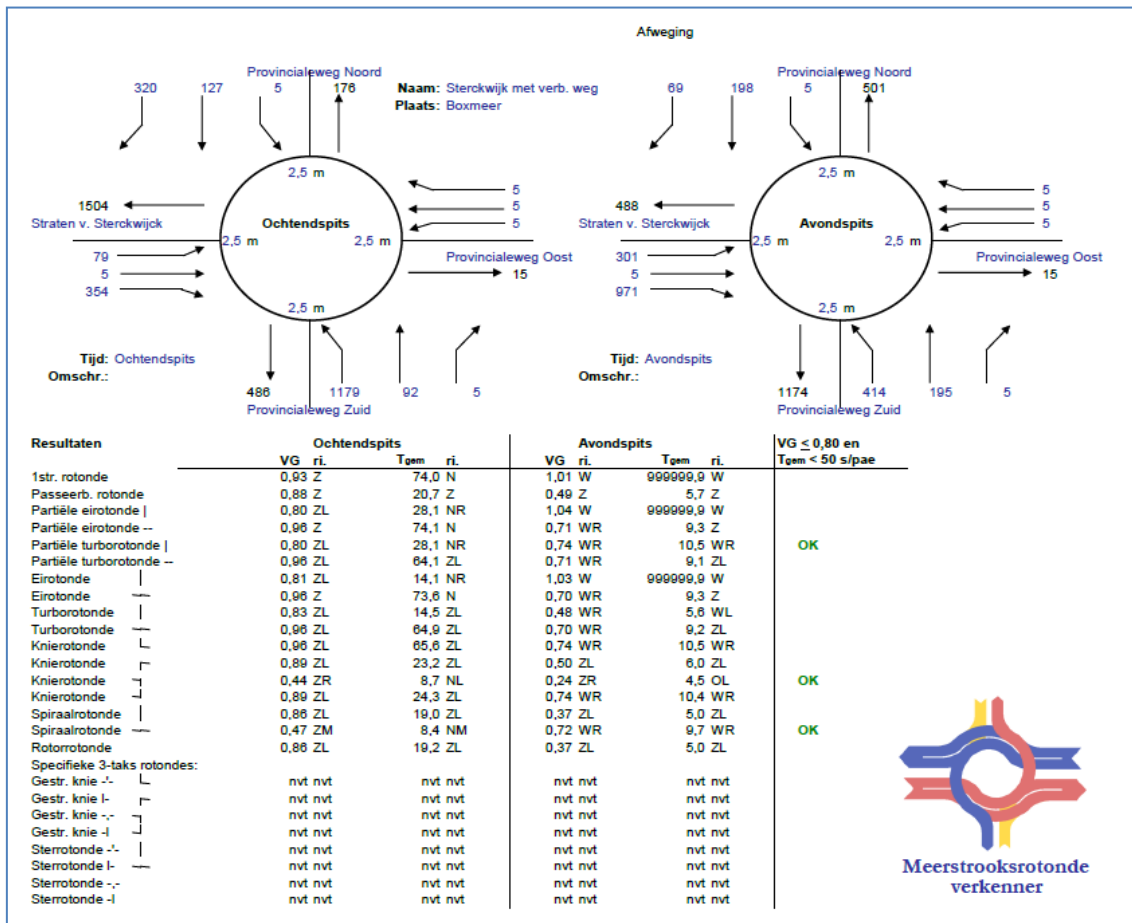 Afweging
Provincialeweg Noord
320 127 5 176
Naam: Sterckwijk met verb. weg
Plaats: Boxmeer
2,5 m
5
5
5
1504
Straten v. Sterckwijck
Ochtendspits
2,5 m 2,5 m
79
5
354
Provincialeweg Oost
15
2,5 m
Tijd: Ochtendspits
Omschr.:
486 1179 92 5
Provincialeweg Zuid
Provincialeweg Noord
69 198 5 501
2,5 m
5
5
5
488
Straten v. Sterckwijck
Avondspits
2,5 m 2,5 m
301
5
971
Provincialeweg Oost
15
2,5 m
Tijd: Avondspits
Omschr.:
1174 414 195 5
Provincialeweg Zuid
Resultaten Ochtendspits Avondspits VG ≤ 0,80 en
VG ri. Tgem ri. VG ri. Tgem ri. Tgem < 50 s/pae
1str. rotonde 0,93 Z 74,0 N 1,01 W 999999,9 W
Passeerb. rotonde 0,88 Z 20,7 Z 0,49 Z 5,7 Z
Partiële eirotonde | 0,80 ZL 28,1 NR 1,04 W 999999,9 W
Partiële eirotonde -- 0,96 Z 74,1 N 0,71 WR 9,3 Z
Partiële turborotonde | 0,80 ZL 28,1 NR 0,74 WR 10,5 WR OK
Partiële turborotonde -- 0,96 ZL 64,1 ZL 0,71 WR 9,1 ZL
Eirotonde 0,81 ZL 14,1 NR 1,03 W 999999,9 W
Eirotonde 0,96 Z 73,6 N 0,70 WR 9,3 Z
Turborotonde 0,83 ZL 14,5 ZL 0,48 WR 5,6 WL
Turborotonde 0,96 ZL 64,9 ZL 0,70 WR 9,2 ZL
Knierotonde 0,96 ZL 65,6 ZL 0,74 WR 10,5 WR
Knierotonde 0,89 ZL 23,2 ZL 0,50 ZL 6,0 ZL
Knierotonde 0,44 ZR 8,7 NL 0,24 ZR 4,5 OL OK
Knierotonde 0,89 ZL 24,3 ZL 0,74 WR 10,4 WR
Spiraalrotonde 0,86 ZL 19,0 ZL 0,37 ZL 5,0 ZL
Spiraalrotonde 0,47 ZM 8,4 NM 0,72 WR 9,7 WR OK
Rotorrotonde 0,86 ZL 19,2 ZL 0,37 ZL 5,0 ZL
Specifieke 3-taks rotondes:
Gestr. knie -'- nvt nvt nvt nvt nvt nvt nvt nvt
Gestr. knie I- nvt nvt nvt nvt nvt nvt nvt nvt
Gestr. knie -,- nvt nvt nvt nvt nvt nvt nvt nvt
Gestr. knie -I nvt nvt nvt nvt nvt nvt nvt nvt
Sterrotonde -'- nvt nvt nvt nvt nvt nvt nvt nvt
Sterrotonde I- nvt nvt nvt nvt nvt nvt nvt nvt
Sterrotonde -,- nvt nvt nvt nvt nvt nvt nvt nvt
Sterrotonde -I nvt nvt nvt nvt nvt nvt nvt nvt
Meerstrooksrotonde
verkenner